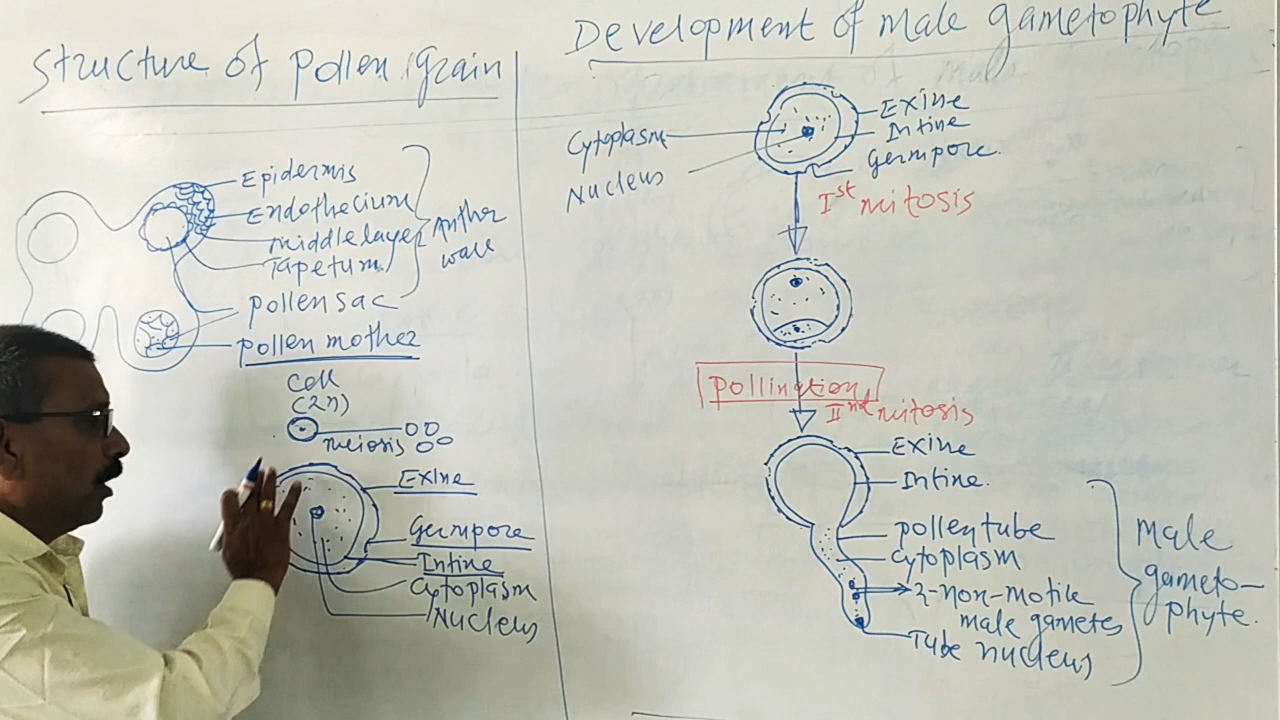 Structure of pollen grain
Epidermis
Endothecium
middle layer
Tapetum
Anther
wall
pollen sac
pollen mother
Cell
(2n)
meiosis
Exine
Germpore
Intine
Cytoplasm
Nucleus
Development of male gametophyte
Exine
Intine
Germpore.
Cytoplasm
Nucleus
Ist mitosis
pollination
IInd mitosis
Exine
Intine.
pollentube
Cytoplasm
2-non-motile
male gametes
Tube nucleus
male
gameto-
phyte.